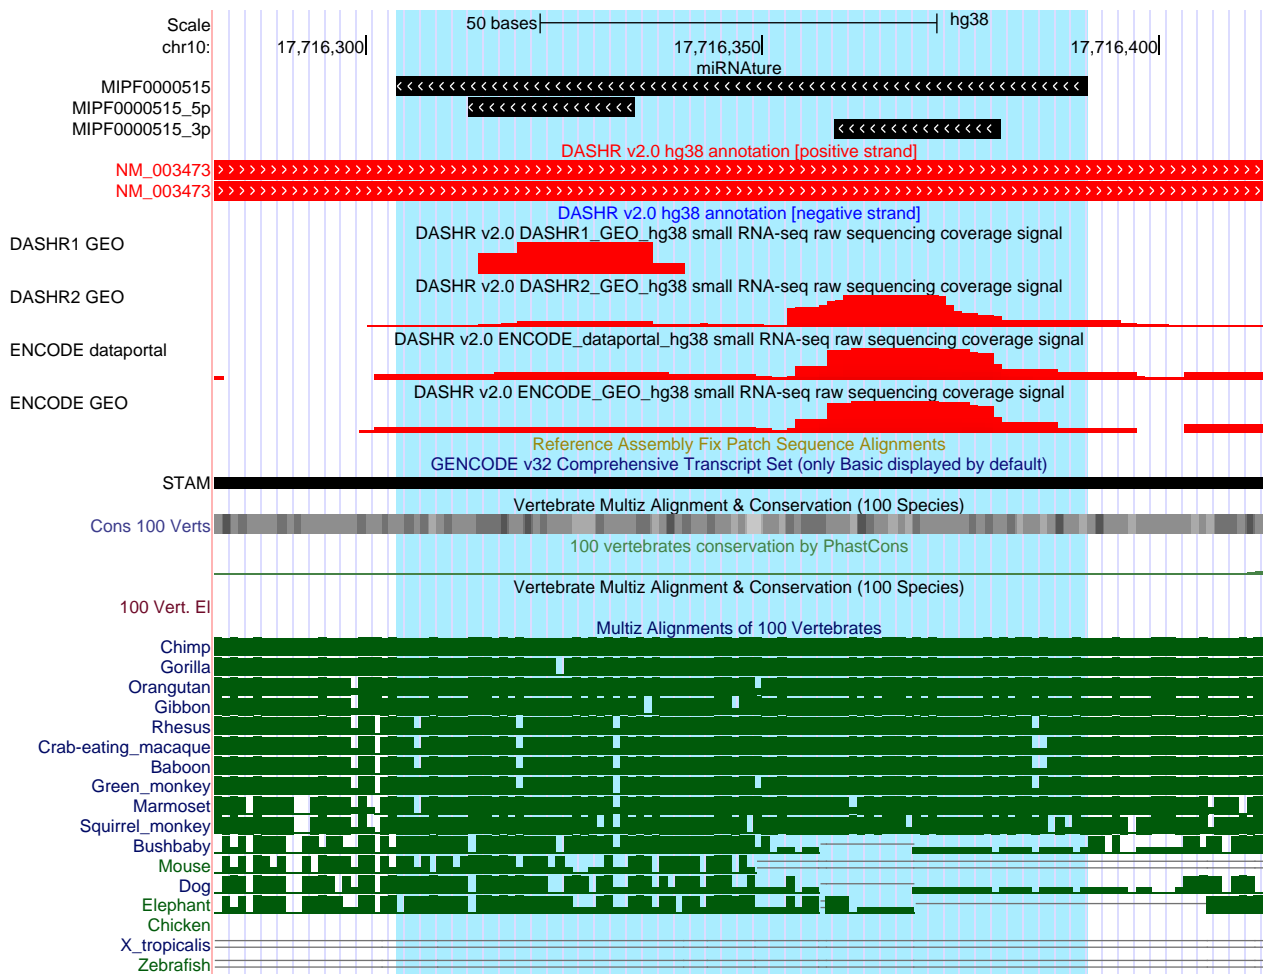 Scale 50 bases hg38
chr10: 17,716,300 17,716,350 17,716,400
miRNAture
MIPF0000515
MIPF0000515_5p
MIPF0000515_3p
DASHR v2.0 hg38 annotation [positive strand]
NM_003473
NM_003473
DASHR v2.0 hg38 annotation [negative strand]
DASHR v2.0 DASHR1_GEO_hg38 small RNA-seq raw sequencing coverage signal
DASHR1 GEO
DASHR v2.0 DASHR2_GEO_hg38 small RNA-seq raw sequencing coverage signal
DASHR2 GEO
DASHR v2.0 ENCODE_dataportal_hg38 small RNA-seq raw sequencing coverage signal
ENCODE dataportal
DASHR v2.0 ENCODE_GEO_hg38 small RNA-seq raw sequencing coverage signal
ENCODE GEO
Reference Assembly Fix Patch Sequence Alignments
GENCODE v32 Comprehensive Transcript Set (only Basic displayed by default)
STAM
Vertebrate Multiz Alignment & Conservation (100 Species)
Cons 100 Verts
100 vertebrates conservation by PhastCons
Vertebrate Multiz Alignment & Conservation (100 Species)
100 Vert. El
Multiz Alignments of 100 Vertebrates
Chimp
Gorilla
Orangutan
Gibbon
Rhesus
Crab-eating_macaque
Baboon
Green_monkey
Marmoset
Squirrel_monkey
Bushbaby
Mouse
Dog
Elephant
Chicken
X_tropicalis
Zebrafish